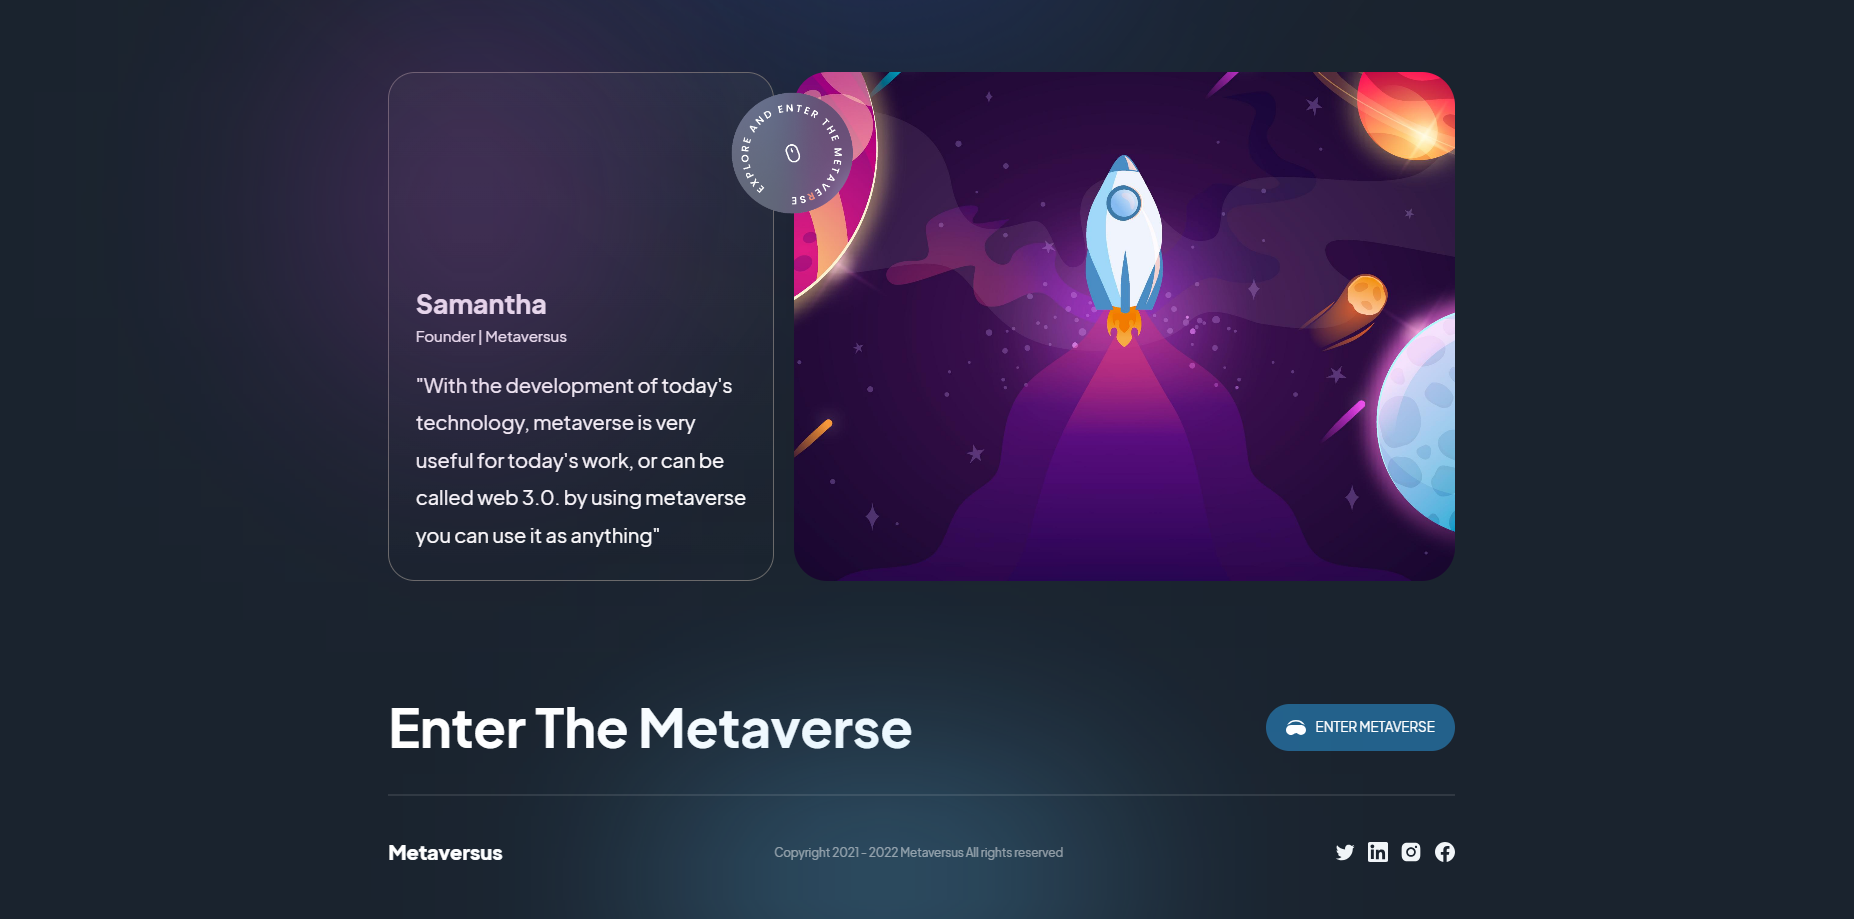 EXPLORE AND ENTER THE METAVERSE
Samantha
Founder | Metaversus
"With the development of today's
technology, metaverse is very
useful for today's work, or can be
called web 3.0. by using metaverse
you can use it as anything"
Enter The Metaverse
ENTER METAVERSE
Metaversus
Copyright 2021 - 2022 Metaversus All rights reserved